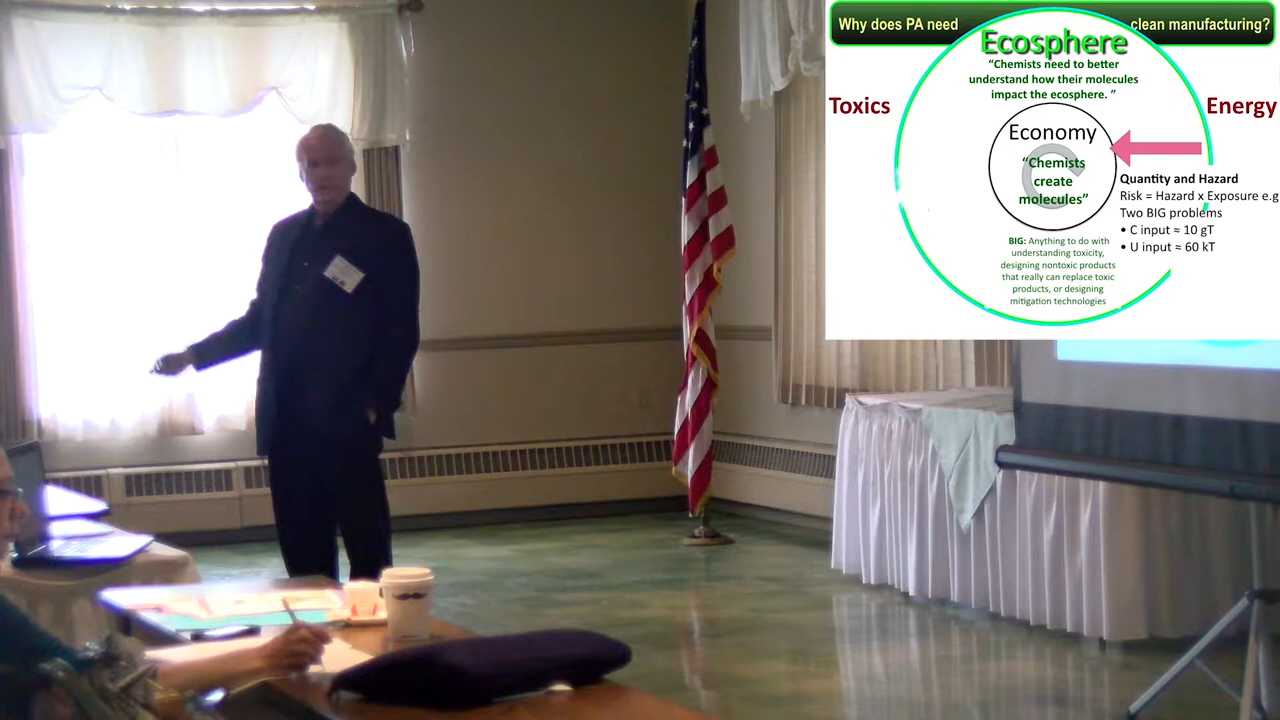 Why does PA need clean manufacturing?
Ecosphere
“Chemists need to better
understand how their molecules
impact the ecosphere. ”
Toxics
Energy
Economy
C
“Chemists
create
molecules”
Quantity and Hazard
Risk = Hazard x Exposure e.g
Two BIG problems
• C input ≈ 10 gT
• U input ≈ 60 kT
BIG: Anything to do with
understanding toxicity,
designing nontoxic products
that really can replace toxic
products, or designing
mitigation technologies